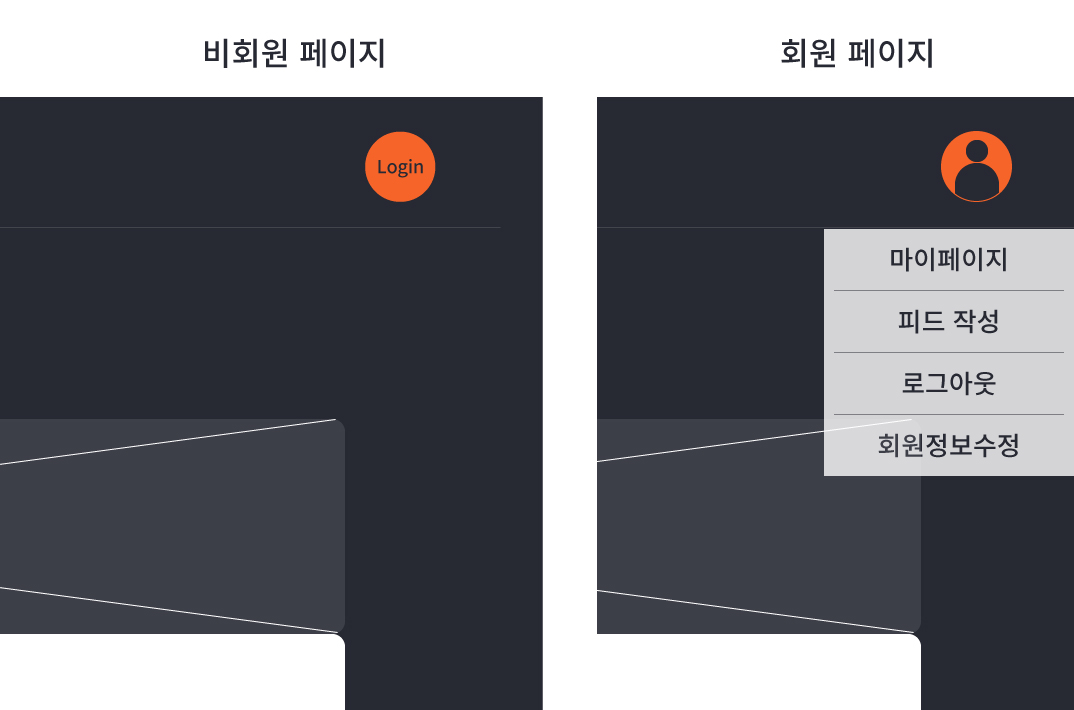 비회원 페이지
회원 페이지
Login
마이페이지
피드 작성
로그아웃
회원정보수정